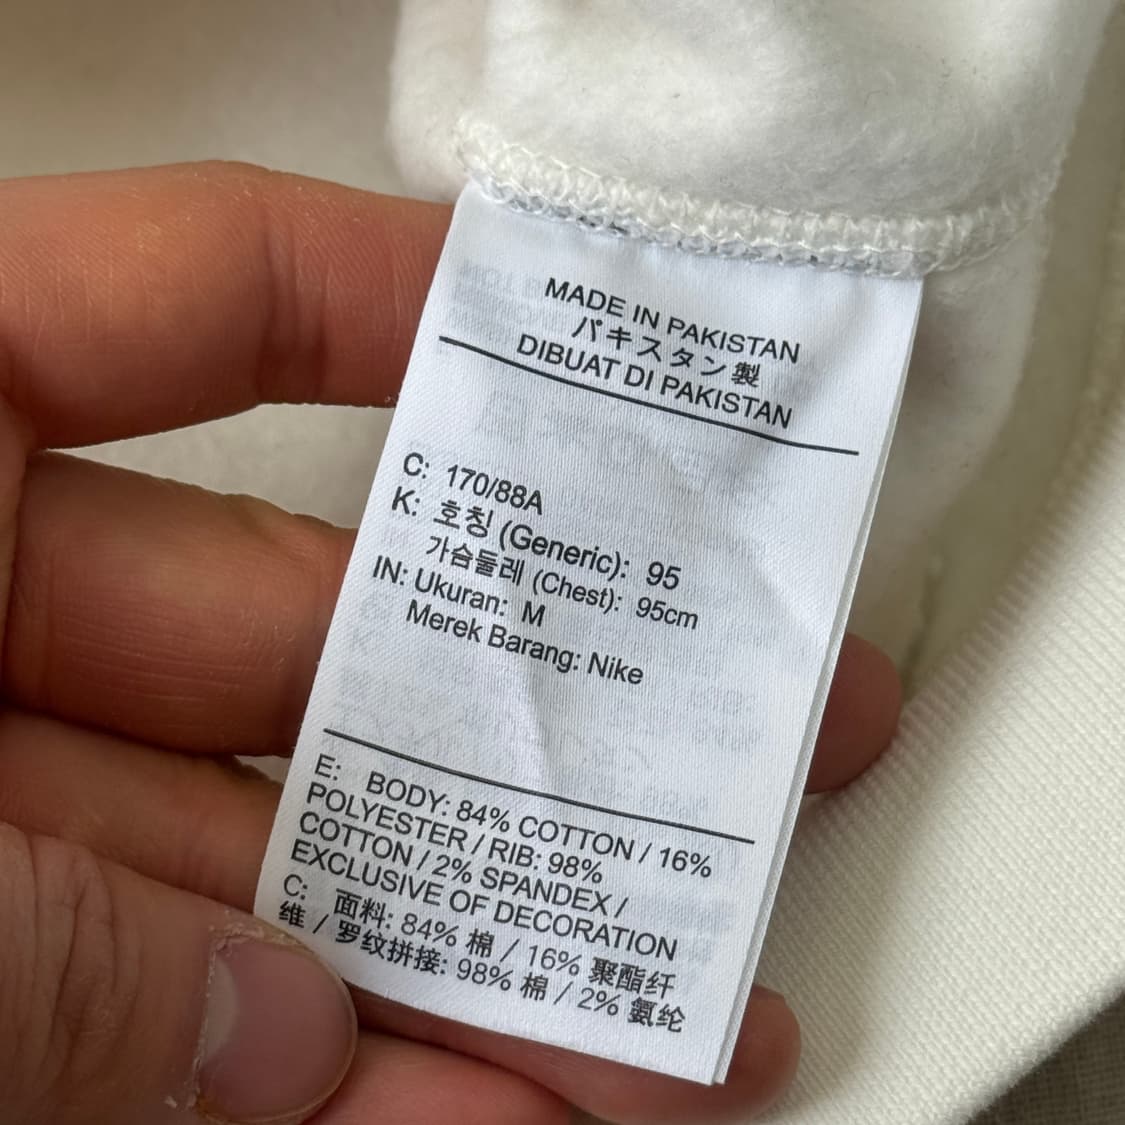 MADE IN PAKISTAN
パキスタン製
DIBUAT DI PAKISTAN
C: 170/88A
K: 호칭 (Generic): 95
가슴둘레 (Chest): 95cm
IN: Ukuran: M
Merek Barang: Nike
E: BODY: 84% COTTON / 16%
POLYESTER / RIB: 98%
COTTON / 2% SPANDEX /
EXCLUSIVE OF DECORATION
C: 面料: 84% 棉 / 16% 聚酯纤
维 / 罗纹拼接: 98% 棉 / 2% 氨纶